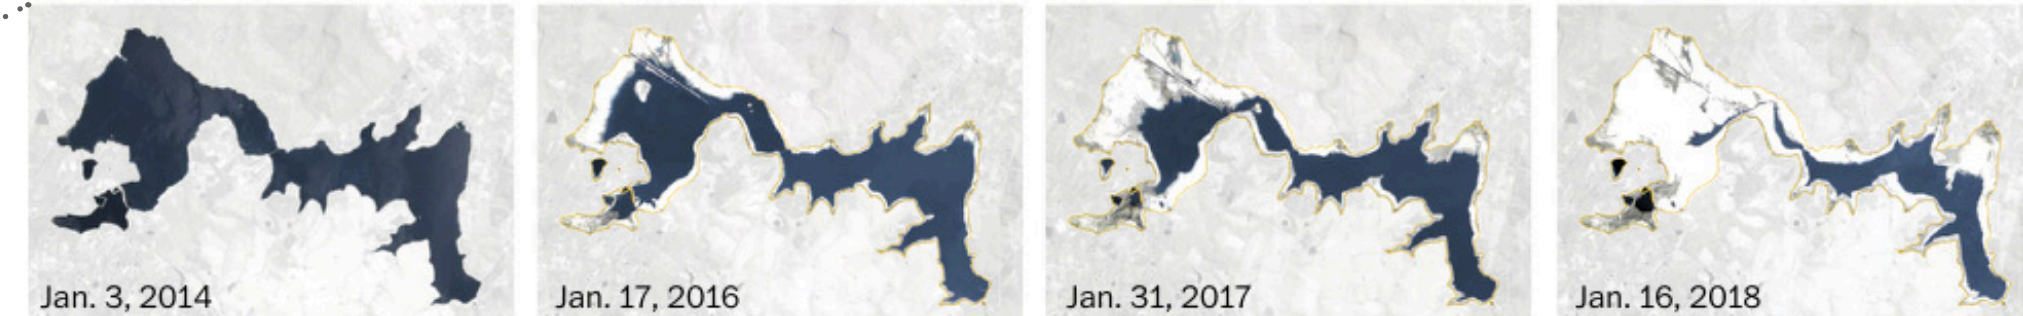 Jan. 3, 2014
Jan. 17, 2016
Jan. 31, 2017
Jan. 16, 2018